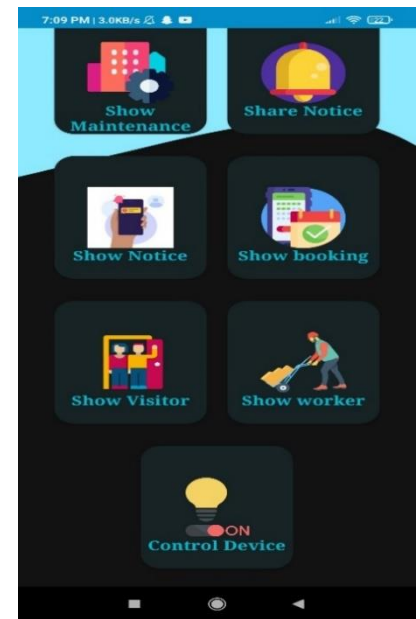 7:09 PM | 3.0KB/s
22
Show
Maintenance
Share Notice
Show Notice
Show booking
Show Visitor
Show worker
ON
Control Device